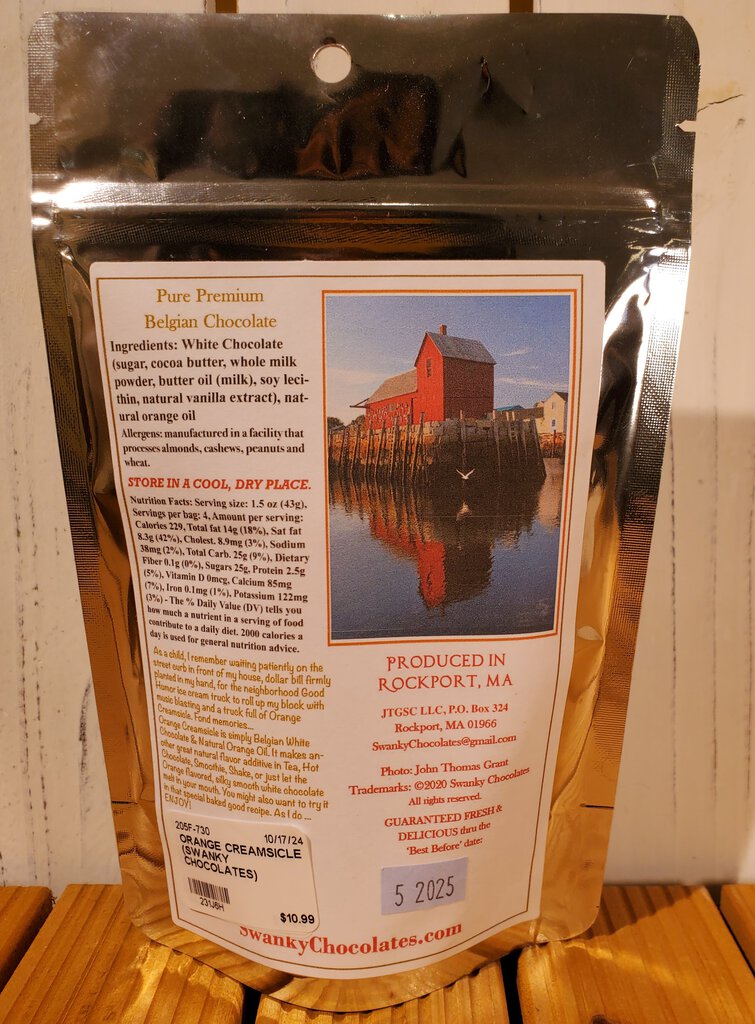 Pure Premium
Belgian Chocolate
Ingredients: White Chocolate
(sugar, cocoa butter, whole milk
powder, butter oil (milk), soy leci-
thin, natural vanilla extract), nat-
ural orange oil
Allergens: manufactured in a facility that
processes almonds, cashews, peanuts and
wheat.
STORE IN A COOL, DRY PLACE.
Nutrition Facts: Serving size: 1.5 oz (43g),
Servings per bag: 4, Amount per serving:
Calories 229, Total fat 14g (18%), Sat fat
8.3g (42%), Cholest. 8.9mg (3%), Sodium
38mg (2%), Total Carb. 25g (9%), Dietary
Fiber 0.1g (0%), Sugars 25g, Protein 2.5g
(5%), Vitamin D 0mcg, Calcium 85mg
(7%), Iron 0.1mg (1%), Potassium 122mg
(3%) - The % Daily Value (DV) tells you
how much a nutrient in a serving of food
contribute to a daily diet. 2000 calories a
day is used for general nutrition advice.
As a child, I remember waiting patiently on the
street curb in front of my house, dollar bill firmly
planted in my hand, for the neighborhood Good
Humor ice cream truck to roll up my block with
music blasting and a truck full of Orange
Creamsicle. Fond memories...
Orange Creamsicle is simply Belgian White
Chocolate & Natural Orange Oil. It makes an-
other great natural flavor additive in Tea, Hot
Chocolate, Smoothie, Shake, or just let the
Orange flavored, silky smooth white chocolate
melt in your mouth. You might also want to try it
in that special baked good recipe. As I do ...
ENJOY!
PRODUCED IN
ROCKPORT, MA
JTGSC LLC, P.O. Box 324
Rockport, MA 01966
SwankyChocolates@gmail.com
Photo: John Thomas Grant
Trademarks: ©2020 Swanky Chocolates
All rights reserved.
GUARANTEED FRESH &
DELICIOUS thru the
'Best Before' date:
5 2025
205F-730 10/17/24
ORANGE CREAMSICLE
(SWANKY
CHOCOLATES)
231J6H
$10.99
SwankyChocolates.com